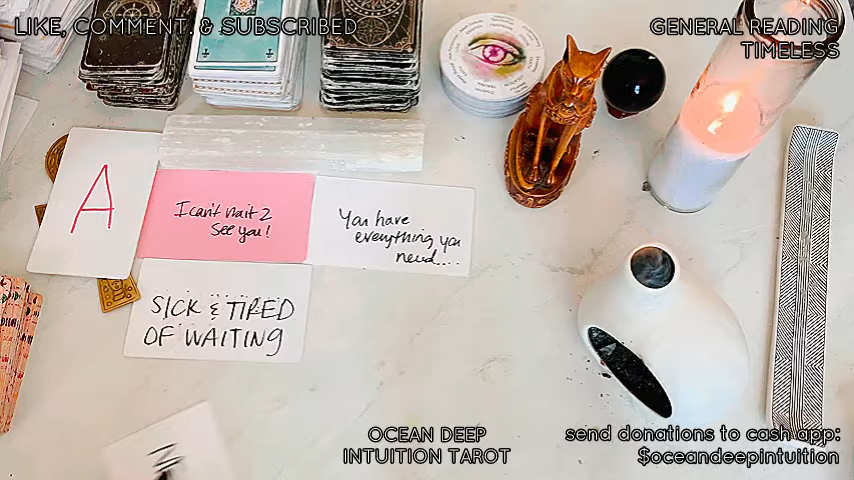 LIKE, COMMENT, & SUBSCRIBED
GENERAL READING
TIMELESS
A
I can't wait 2
See you!
You have
everything you
need....
SICK & TIRED
OF WAITING
OCEAN DEEP
INTUITION TAROT
send donations to cash app:
$oceandeepintuition